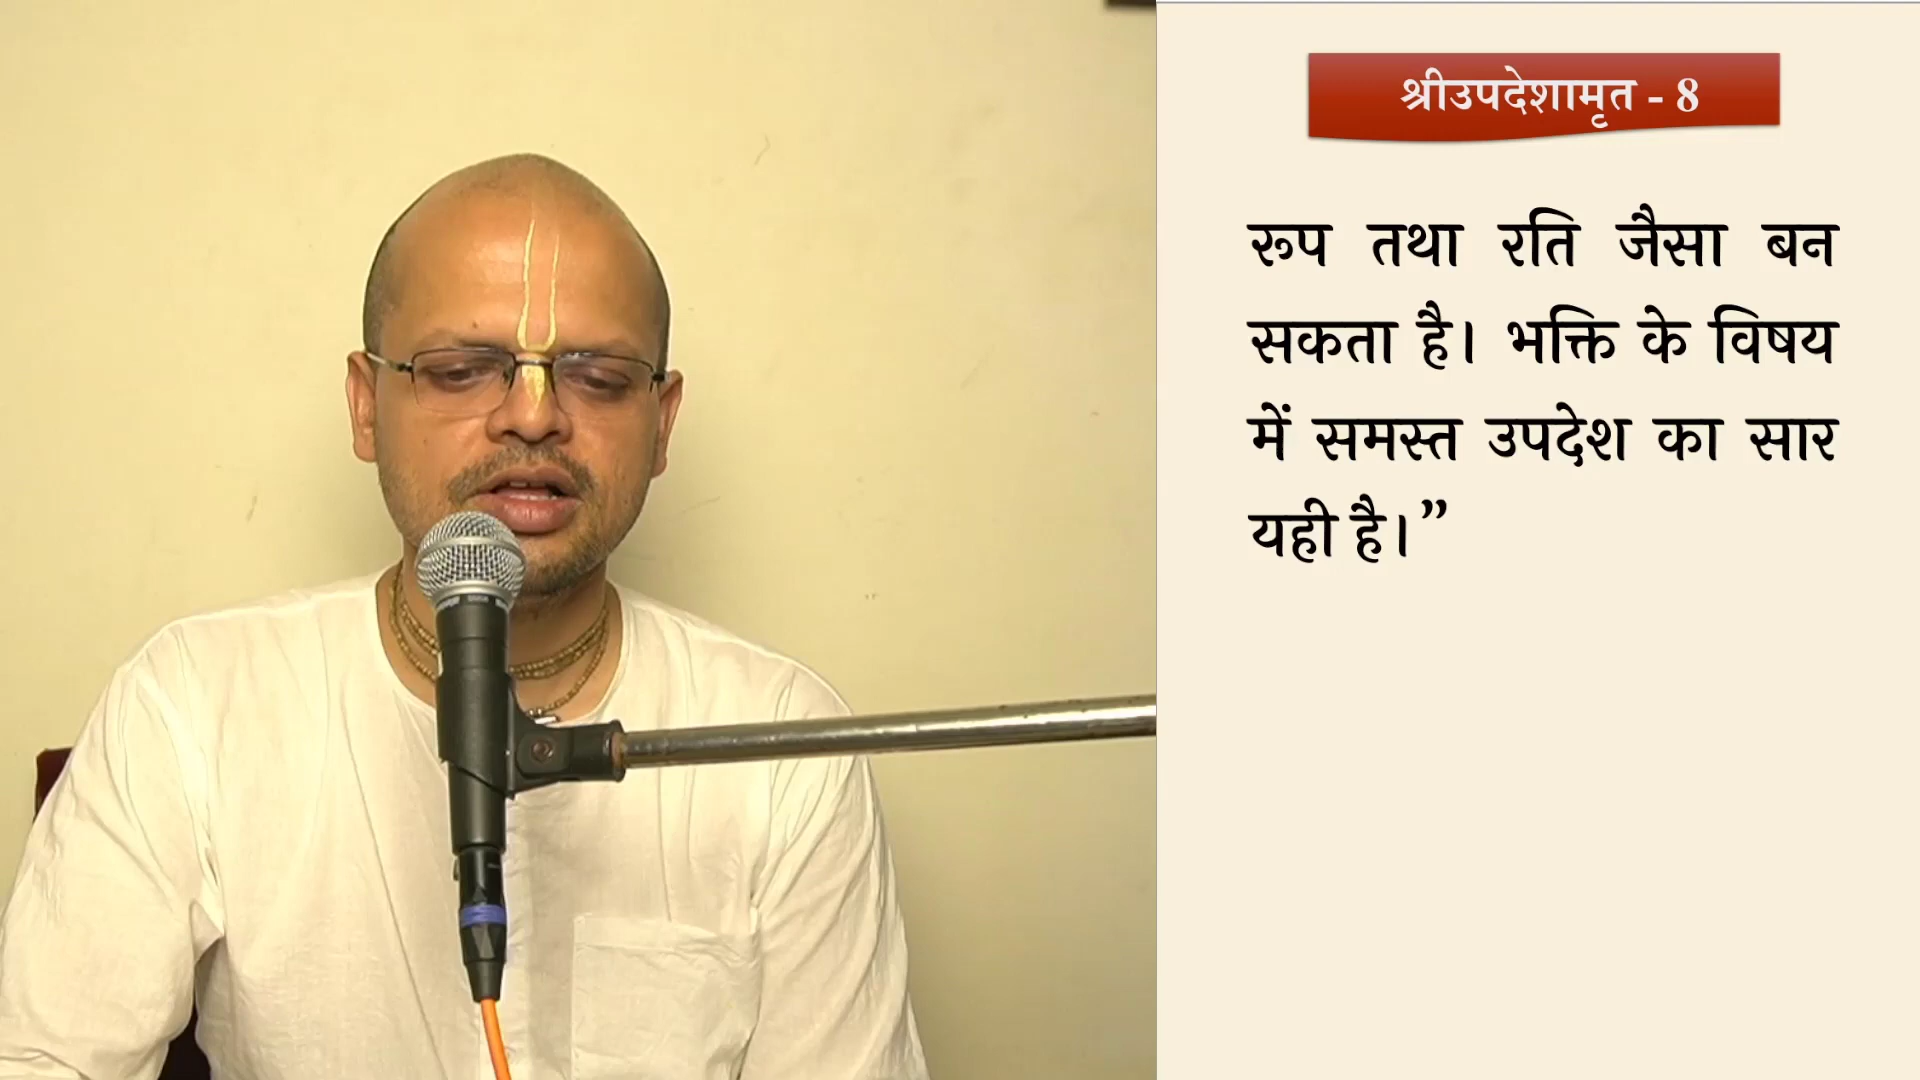 श्रीउपदेशामृत - 8
रूप तथा रति जैसा बन
सकता है। भक्ति के विषय
में समस्त उपदेश का सार
यही है।”